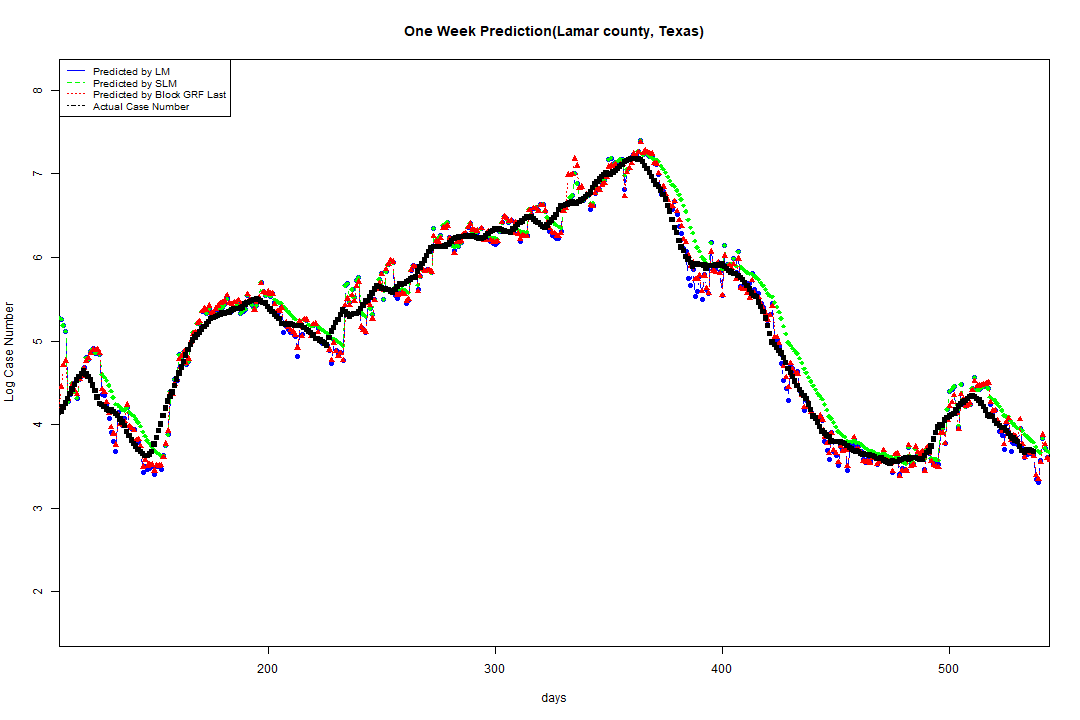 One Week Prediction(Lamar county, Texas)
Predicted by LM
Predicted by SLM
Predicted by Block GRF Last
Actual Case Number
Log Case Number
8
7
6
5
4
3
2
200
300
400
500
days